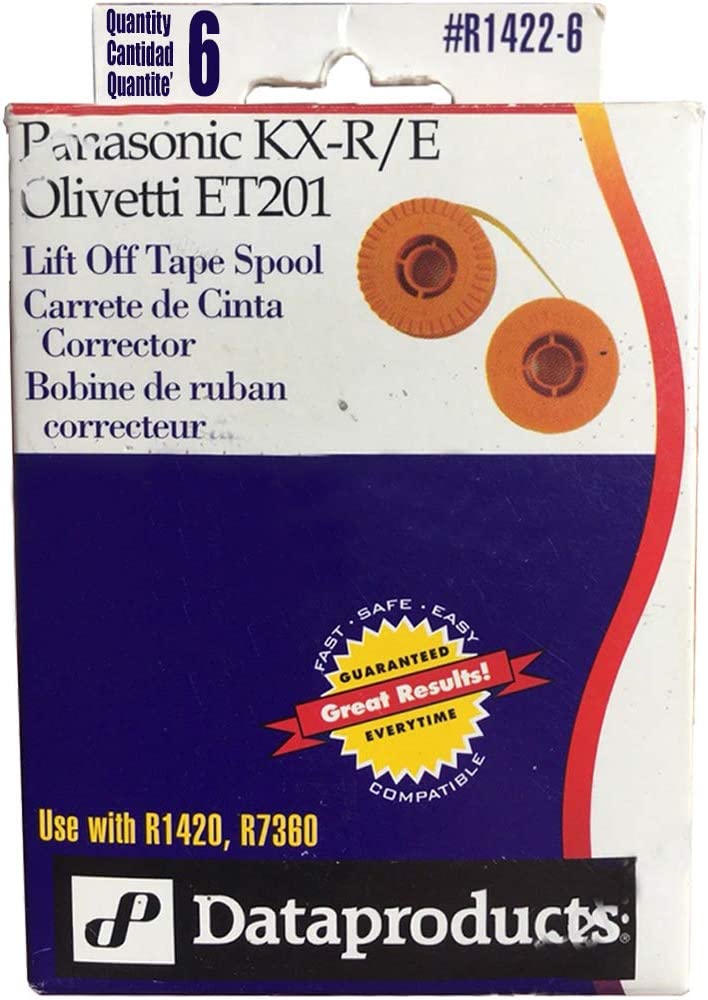 Quantity
Cantidad
Quantite'
6
#R1422-6
Panasonic KX-R/E
Olivetti ET201
Lift Off Tape Spool
Carrete de Cinta
Corrector
Bobine de ruban
correcteur
FAST · SAFE · EASY
GUARANTEED
Great Results!
EVERYTIME
COMPATIBLE
Use with R1420, R7360
Dataproducts®